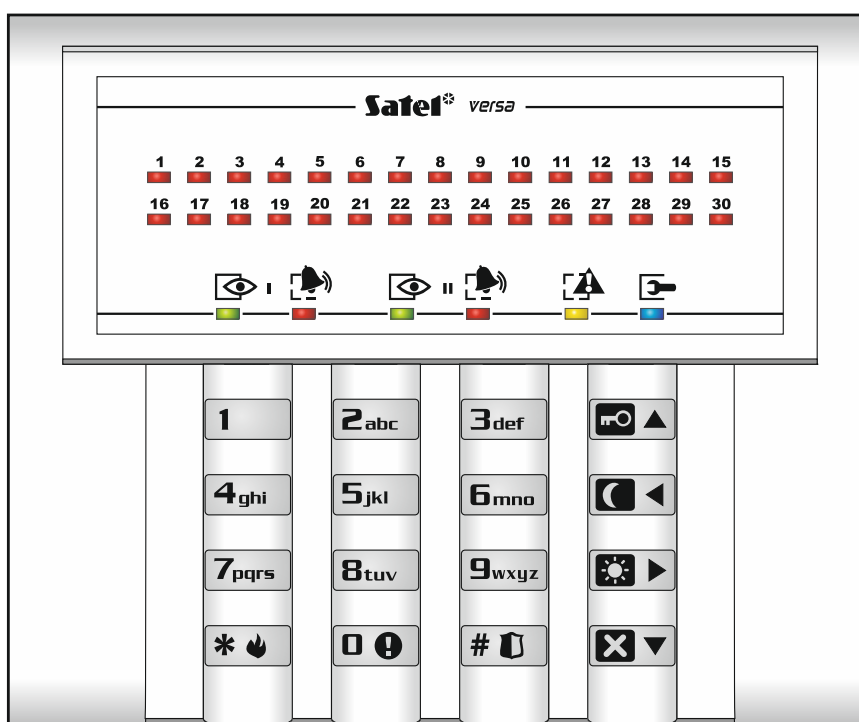 Satel versa
1 2 3 4 5 6 7 8 9 10 11 12 13 14 15
16 17 18 19 20 21 22 23 24 25 26 27 28 29 30
I II
1 2abc 3def
4ghi 5jkl 6mno
7pqrs 8tuv 9wxyz
* 0 #